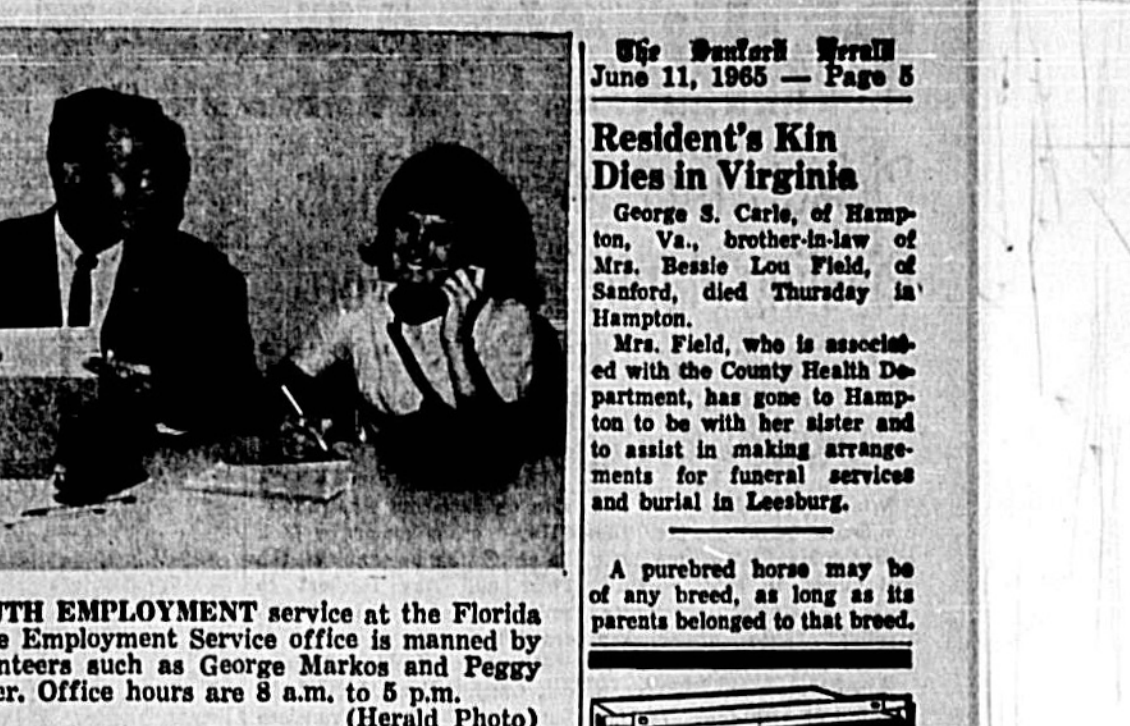 The Sanford Herald
June 11, 1965 — Page 5
Resident's Kin
Dies in Virginia
George S. Carle, of Hamp-
ton, Va., brother-in-law of
Mrs. Bessie Lou Field, of
Sanford, died Thursday in
Hampton.
Mrs. Field, who is associat-
ed with the County Health De-
partment, has gone to Hamp-
ton to be with her sister and
to assist in making arrange-
ments for funeral services
and burial in Leesburg.
A purebred horse may be
of any breed, as long as its
parents belonged to that breed.
UTH EMPLOYMENT service at the Florida
e Employment Service office is manned by
nteers such as George Markos and Peggy
er. Office hours are 8 a.m. to 5 p.m.
(Herald Photo)